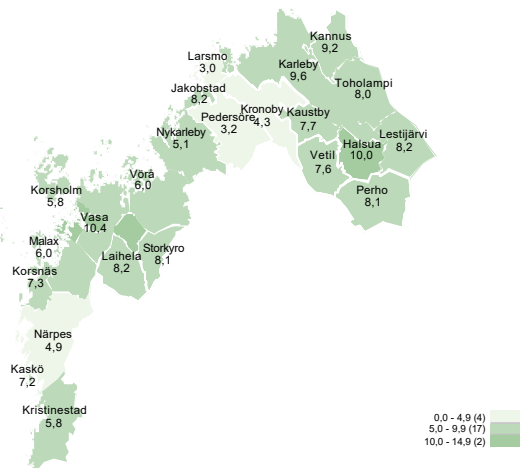 Kannus
9,2
Larsmo
3,0
Karleby
9,6
Toholampi
8,0
Jakobstad
8,2
Kronoby
4,3
Pedersöre
3,2
Kaustby
7,7
Nykarleby
5,1
Lestijärvi
8,2
Halsua
10,0
Vetil
7,6
Vörå
6,0
Perho
8,1
Korsholm
5,8
Vasa
10,4
Malax
6,0
Storkyro
8,1
Laihela
8,2
Korsnäs
7,3
Närpes
4,9
Kaskö
7,2
Kristinestad
5,8
0,0 - 4,9 (4)
5,0 - 9,9 (17)
10,0 - 14,9 (2)